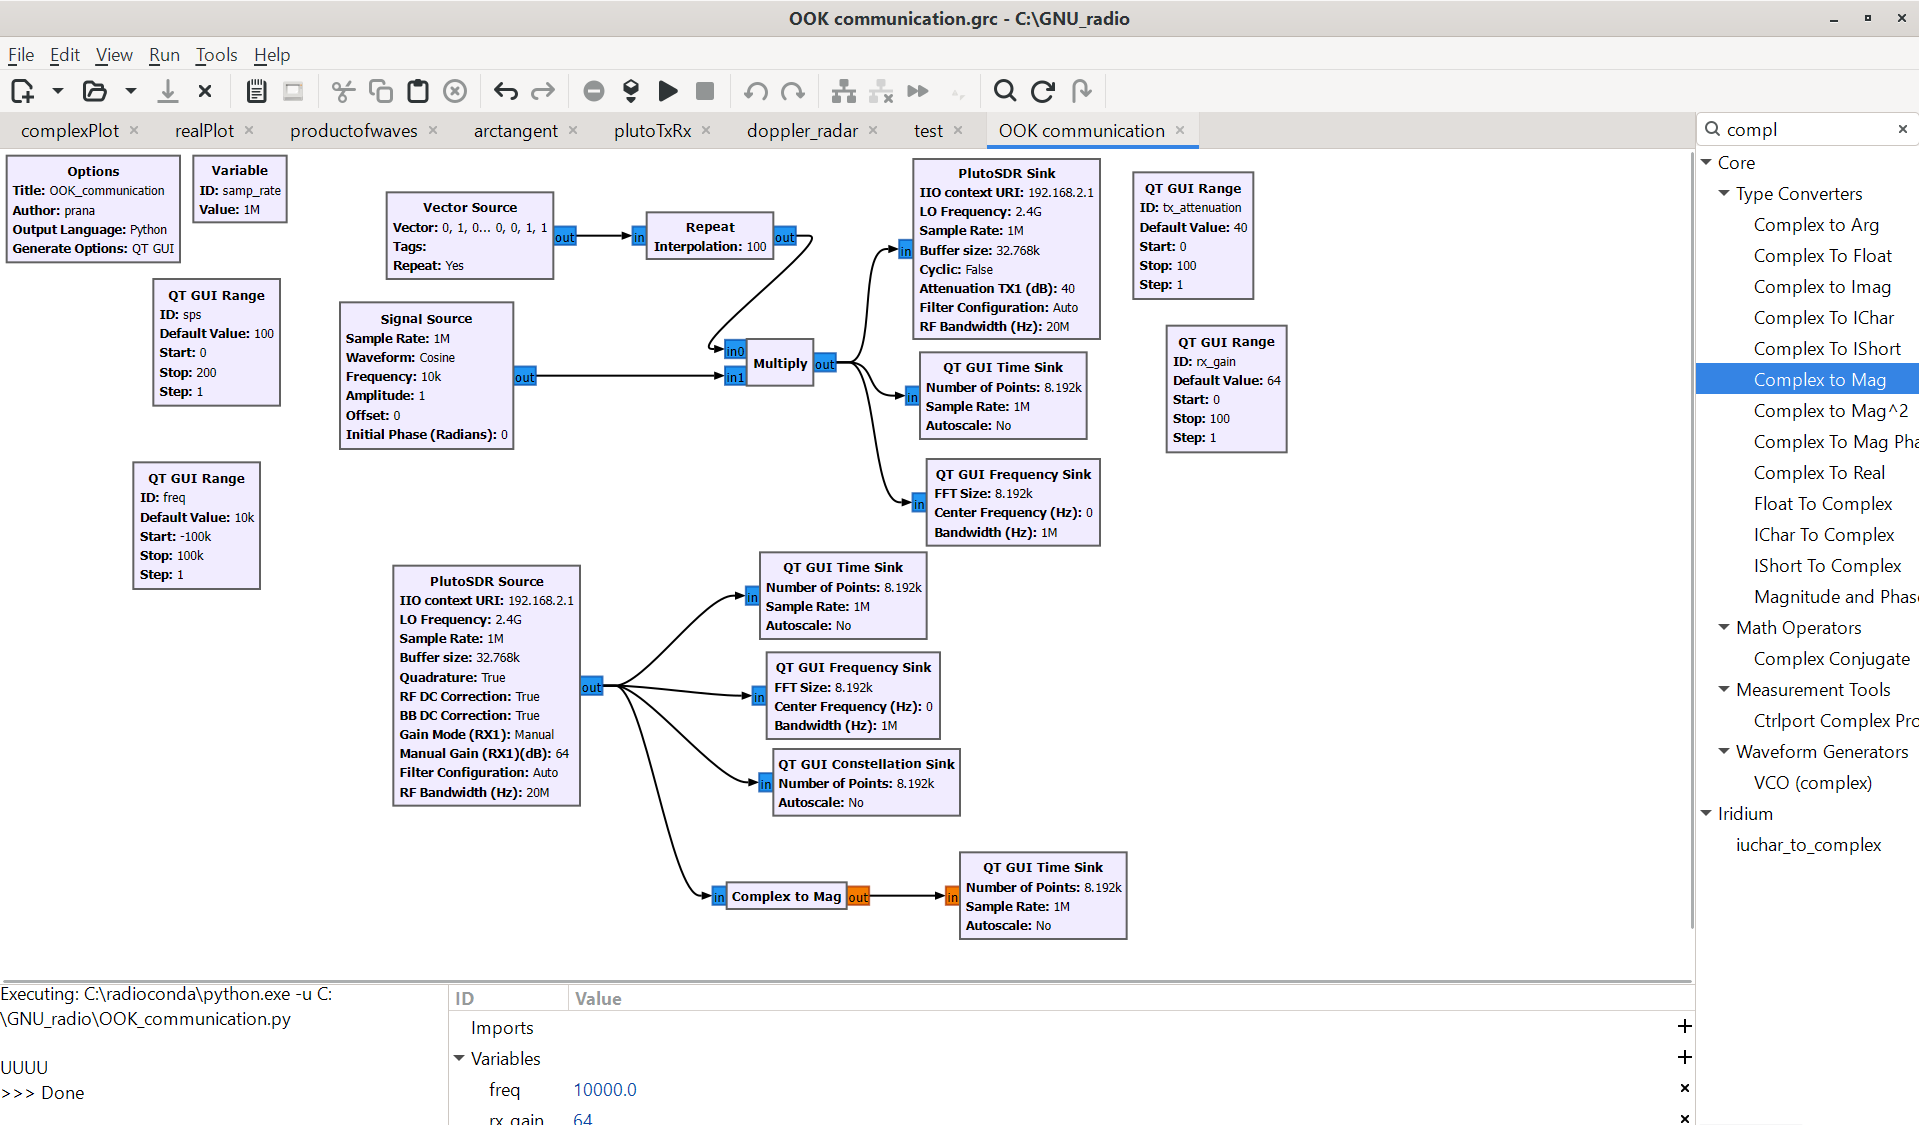 OOK communication.grc - C:\GNU_radio
File Edit View Run Tools Help
complexPlot × realPlot × productofwaves × arctangent × plutoTxRx × doppler_radar × test × OOK communication ×
Options
Title: OOK_communication
Author: prana
Output Language: Python
Generate Options: QT GUI
Variable
ID: samp_rate
Value: 1M
QT GUI Range
ID: sps
Default Value: 100
Start: 0
Stop: 200
Step: 1
QT GUI Range
ID: freq
Default Value: 10k
Start: -100k
Stop: 100k
Step: 1
Vector Source
Vector: 0, 1, 0... 0, 0, 1, 1
Tags:
Repeat: Yes
out
in
Repeat
Interpolation: 100
out
Signal Source
Sample Rate: 1M
Waveform: Cosine
Frequency: 10k
Amplitude: 1
Offset: 0
Initial Phase (Radians): 0
out
in0
in1
Multiply
out
in
PlutoSDR Sink
IIO context URI: 192.168.2.1
LO Frequency: 2.4G
Sample Rate: 1M
Buffer size: 32.768k
Cyclic: False
Attenuation TX1 (dB): 40
Filter Configuration: Auto
RF Bandwidth (Hz): 20M
in
QT GUI Time Sink
Number of Points: 8.192k
Sample Rate: 1M
Autoscale: No
in
QT GUI Frequency Sink
FFT Size: 8.192k
Center Frequency (Hz): 0
Bandwidth (Hz): 1M
QT GUI Range
ID: tx_attenuation
Default Value: 40
Start: 0
Stop: 100
Step: 1
QT GUI Range
ID: rx_gain
Default Value: 64
Start: 0
Stop: 100
Step: 1
PlutoSDR Source
IIO context URI: 192.168.2.1
LO Frequency: 2.4G
Sample Rate: 1M
Buffer size: 32.768k
Quadrature: True
RF DC Correction: True
BB DC Correction: True
Gain Mode (RX1): Manual
Manual Gain (RX1)(dB): 64
Filter Configuration: Auto
RF Bandwidth (Hz): 20M
out
in
QT GUI Time Sink
Number of Points: 8.192k
Sample Rate: 1M
Autoscale: No
in
QT GUI Frequency Sink
FFT Size: 8.192k
Center Frequency (Hz): 0
Bandwidth (Hz): 1M
in
QT GUI Constellation Sink
Number of Points: 8.192k
Autoscale: No
in
Complex to Mag
out
in
QT GUI Time Sink
Number of Points: 8.192k
Sample Rate: 1M
Autoscale: No
compl
Core
Type Converters
Complex to Arg
Complex To Float
Complex to Imag
Complex To IChar
Complex To IShort
Complex to Mag
Complex to Mag^2
Complex To Mag Pha
Complex To Real
Float To Complex
IChar To Complex
IShort To Complex
Magnitude and Phase
Math Operators
Complex Conjugate
Measurement Tools
Ctrlport Complex Pro
Waveform Generators
VCO (complex)
Iridium
iuchar_to_complex
Executing: C:\radioconda\python.exe -u C:
\GNU_radio\OOK_communication.py
UUUU
>>> Done
ID Value
Imports
Variables
freq 10000.0
rx_gain 64